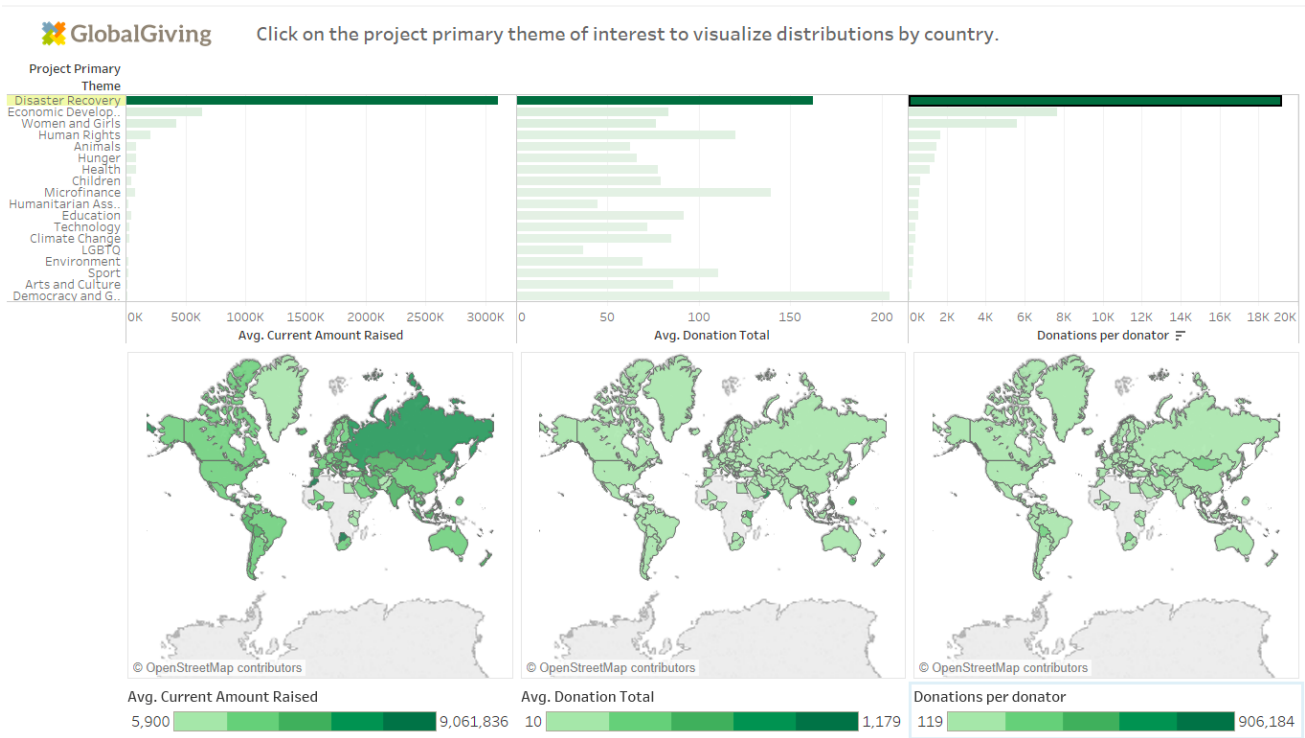 GlobalGiving
Click on the project primary theme of interest to visualize distributions by country.
Project Primary
Theme
Disaster Recovery
Economic Develop..
Women and Girls
Human Rights
Animals
Hunger
Health
Children
Microfinance
Humanitarian Ass..
Education
Technology
Climate Change
LGBTQ
Environment
Sport
Arts and Culture
Democracy and G..
0K 500K 1000K 1500K 2000K 2500K 3000K
Avg. Current Amount Raised
0 50 100 150 200
Avg. Donation Total
0K 2K 4K 6K 8K 10K 12K 14K 16K 18K 20K
Donations per donator
© OpenStreetMap contributors
© OpenStreetMap contributors
© OpenStreetMap contributors
Avg. Current Amount Raised
5,900 9,061,836
Avg. Donation Total
10 1,179
Donations per donator
119 906,184